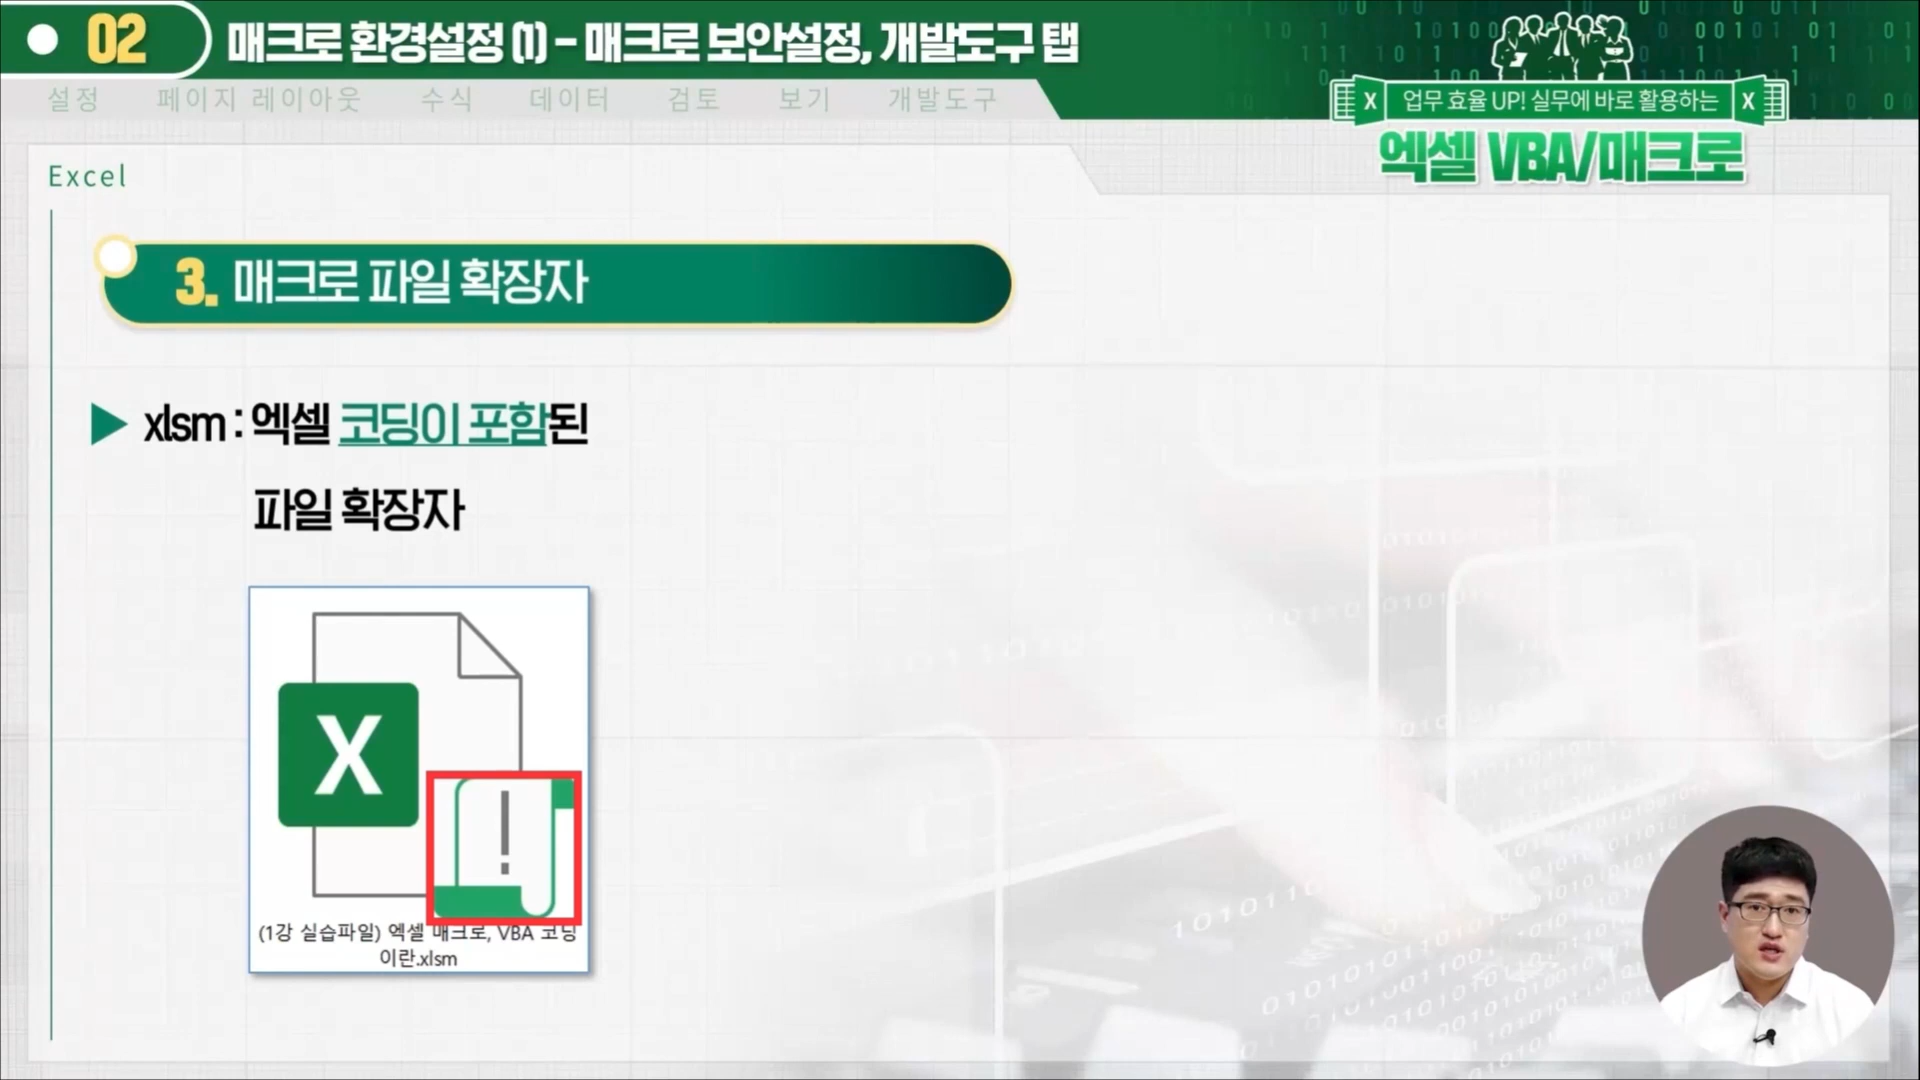 02 매크로 환경설정 (1) - 매크로 보안설정, 개발도구 탭
설정 페이지 레이아웃 수식 데이터 검토 보기 개발도구
X 업무 효율 UP! 실무에 바로 활용하는 X
엑셀 VBA/매크로
Excel
3. 매크로 파일 확장자
xlsm : 엑셀 코딩이 포함된
파일 확장자
X
!
(1강 실습파일) 엑셀 매크로, VBA 코딩
이란.xlsm